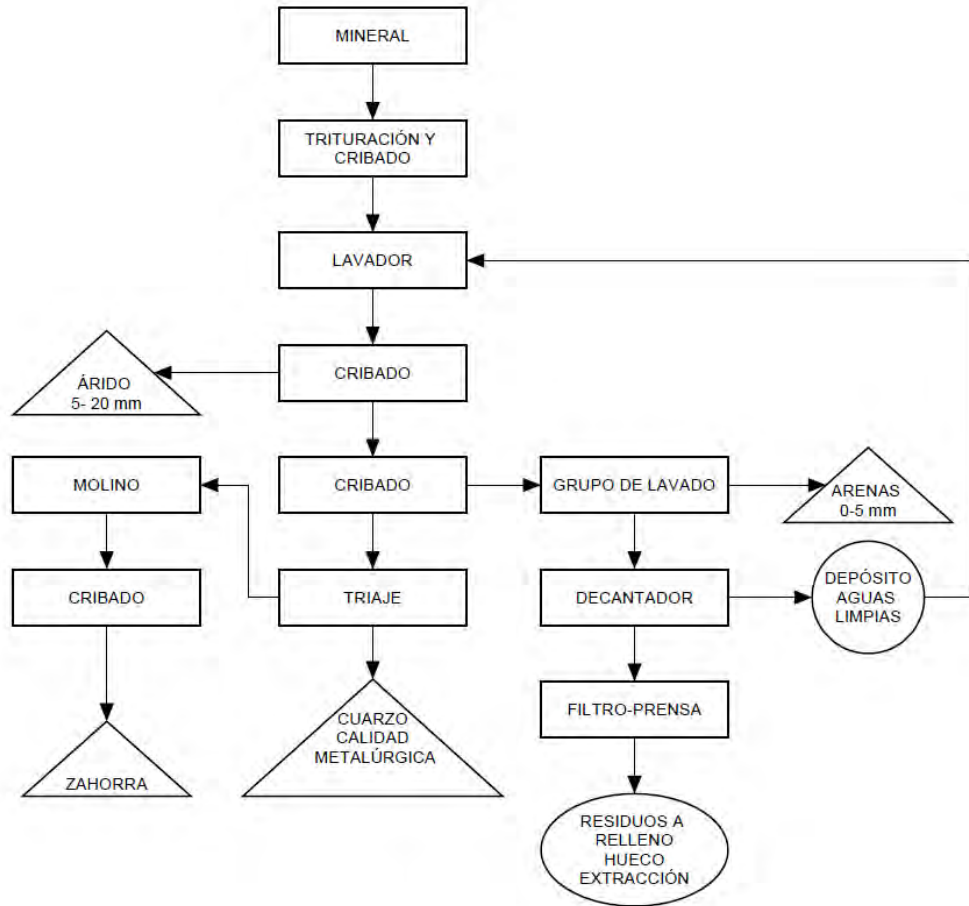 MINERAL
TRITURACIÓN Y
CRIBADO
LAVADOR
CRIBADO
ÁRIDO
5- 20 mm
MOLINO
CRIBADO
GRUPO DE LAVADO
ARENAS
0-5 mm
CRIBADO
TRIAJE
DECANTADOR
DEPÓSITO
AGUAS
LIMPIAS
FILTRO-PRENSA
CUARZO
CALIDAD
METALÚRGICA
ZAHORRA
RESIDUOS A
RELLENO
HUECO
EXTRACCIÓN